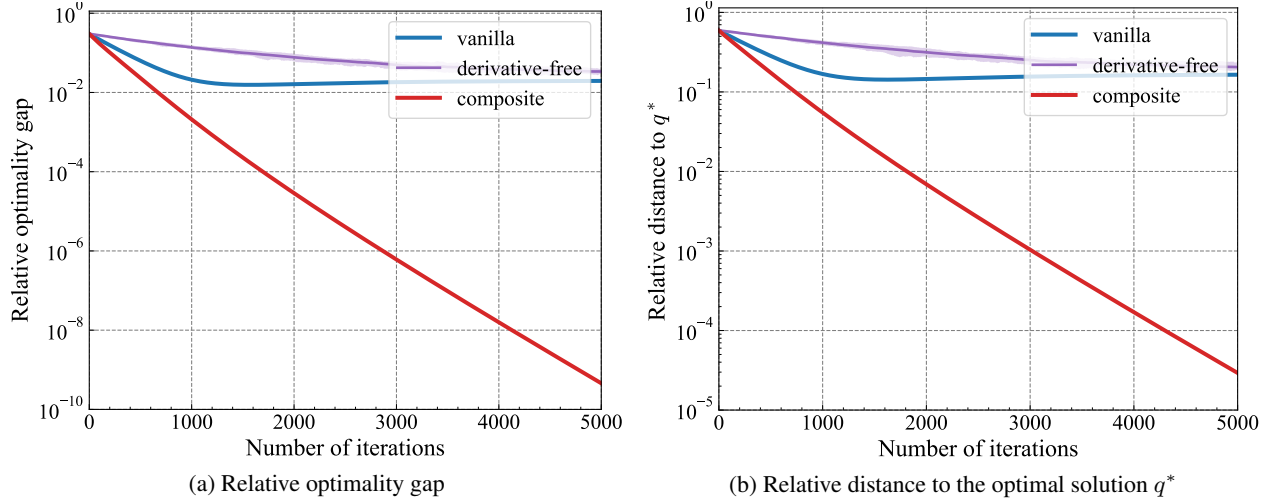 Relative optimality gap
10^0
10^-2
10^-4
10^-6
10^-8
10^-10
vanilla
derivative-free
composite
0 1000 2000 3000 4000 5000
Number of iterations
(a) Relative optimality gap
Relative distance to q*
10^0
10^-1
10^-2
10^-3
10^-4
10^-5
vanilla
derivative-free
composite
0 1000 2000 3000 4000 5000
Number of iterations
(b) Relative distance to the optimal solution q*